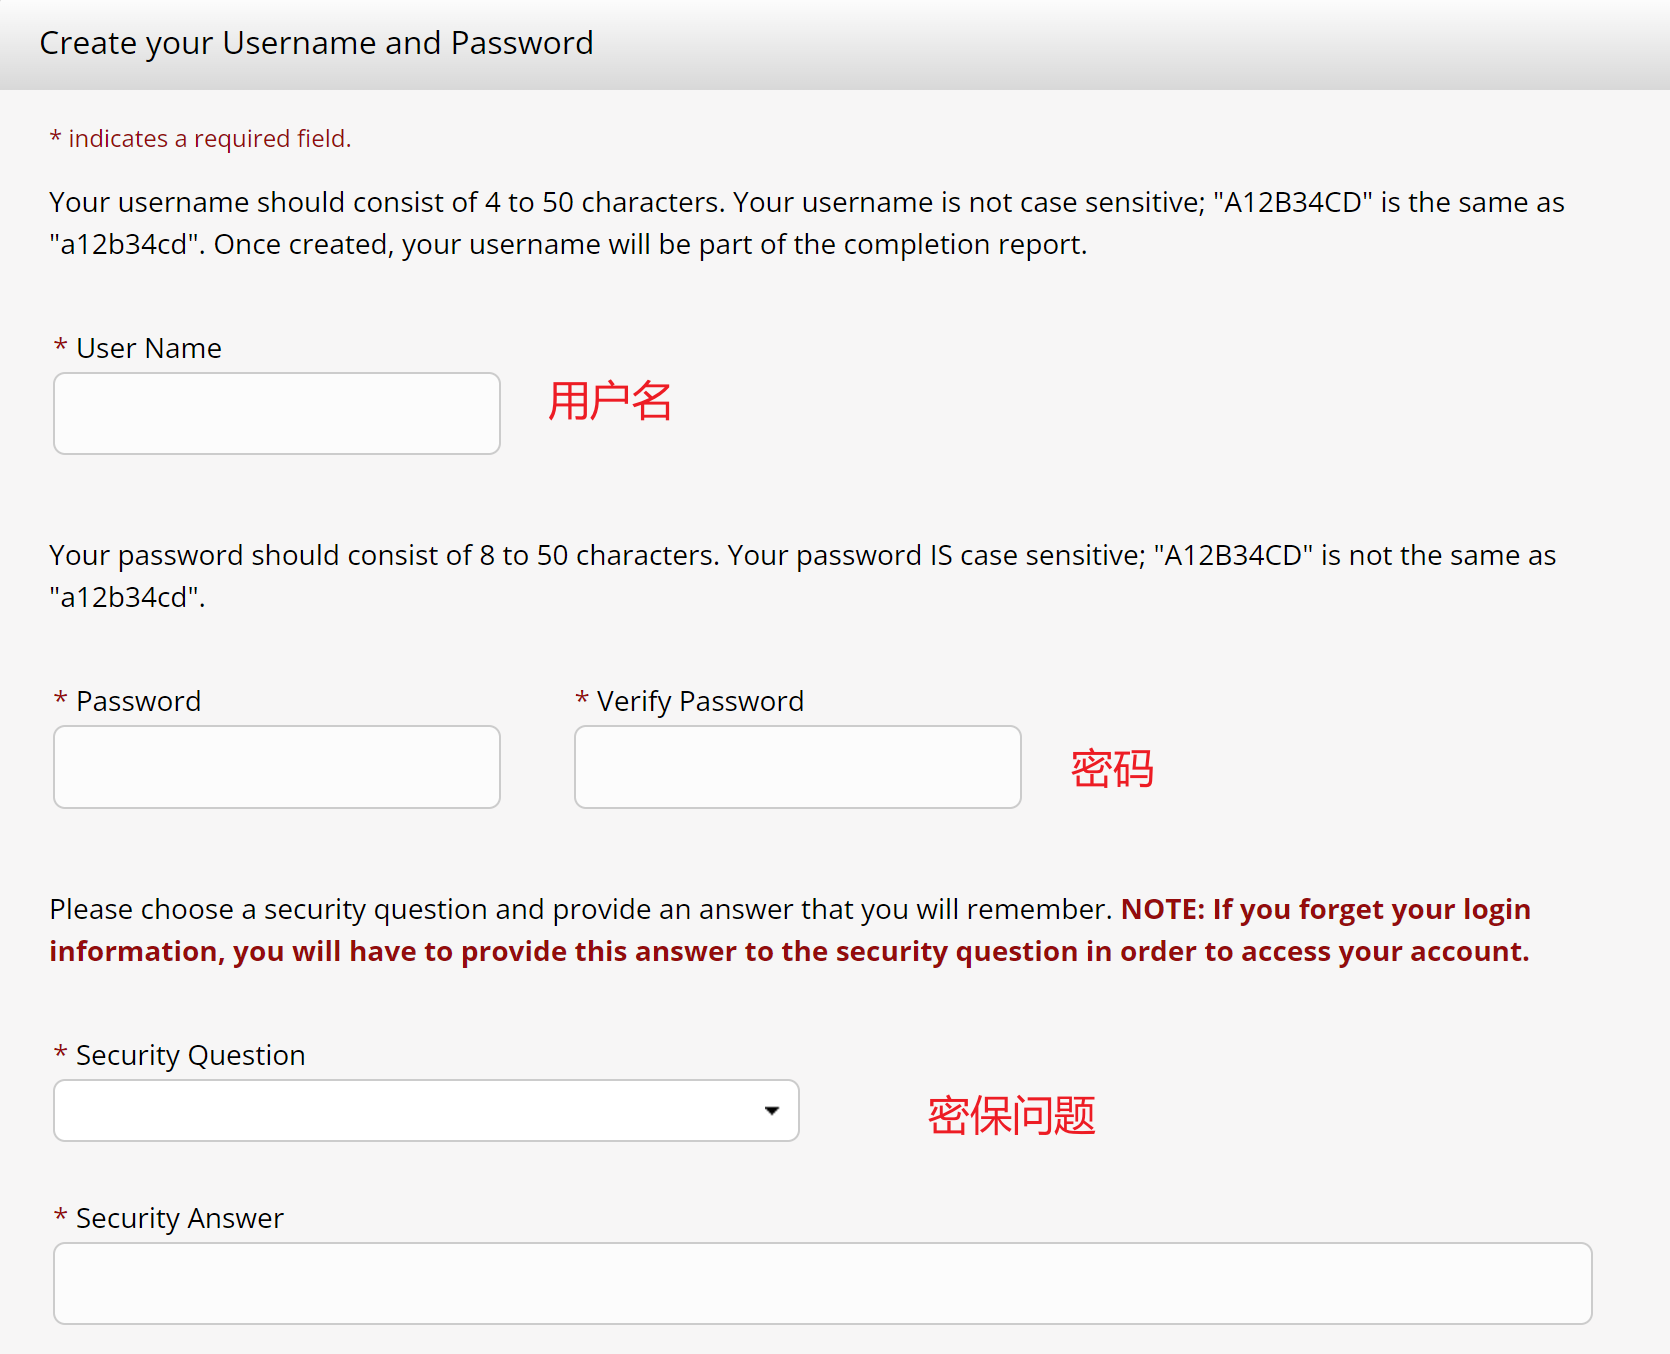 Create your Username and Password
* indicates a required field.
Your username should consist of 4 to 50 characters. Your username is not case sensitive; "A12B34CD" is the same as
"a12b34cd". Once created, your username will be part of the completion report.
* User Name
用户名
Your password should consist of 8 to 50 characters. Your password IS case sensitive; "A12B34CD" is not the same as
"a12b34cd".
* Password
* Verify Password
密码
Please choose a security question and provide an answer that you will remember. NOTE: If you forget your login
information, you will have to provide this answer to the security question in order to access your account.
* Security Question
密保问题
* Security Answer